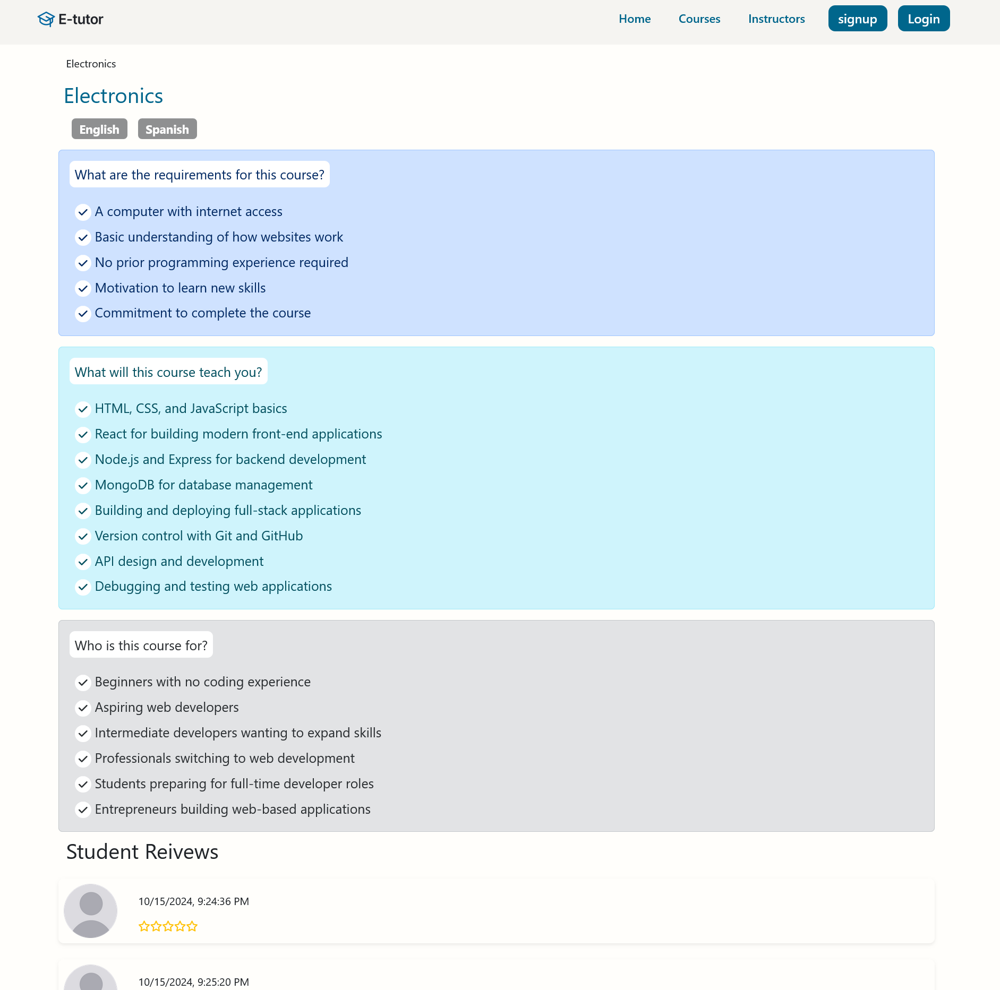 E-tutor
Home Courses Instructors signup Login
Electronics
Electronics
English Spanish
What are the requirements for this course?
A computer with internet access
Basic understanding of how websites work
No prior programming experience required
Motivation to learn new skills
Commitment to complete the course
What will this course teach you?
HTML, CSS, and JavaScript basics
React for building modern front-end applications
Node.js and Express for backend development
MongoDB for database management
Building and deploying full-stack applications
Version control with Git and GitHub
API design and development
Debugging and testing web applications
Who is this course for?
Beginners with no coding experience
Aspiring web developers
Intermediate developers wanting to expand skills
Professionals switching to web development
Students preparing for full-time developer roles
Entrepreneurs building web-based applications
Student Reivews
10/15/2024, 9:24:36 PM
10/15/2024, 9:25:20 PM